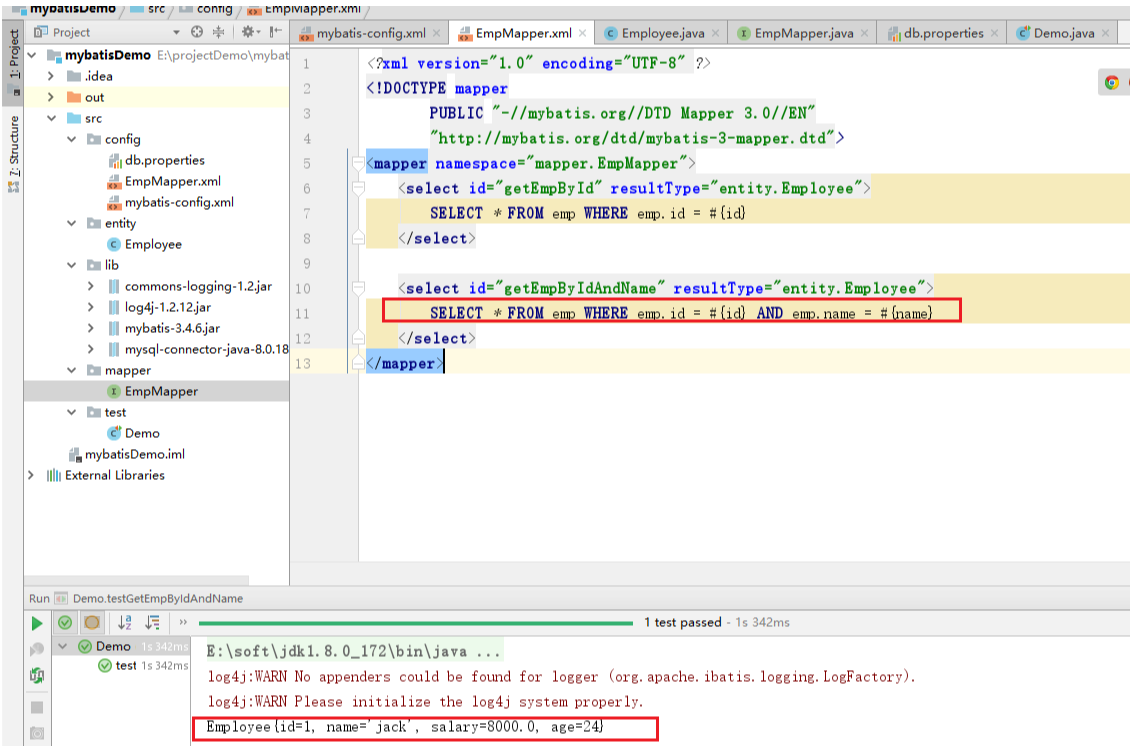 mybatisDemo src config EmpMapper.xml
Project mybatis-config.xml EmpMapper.xml Employee.java EmpMapper.java db.properties Demo.java
1: Project
7: Structure
mybatisDemo E:\projectDemo\mybat
.idea
out
src
config
db.properties
EmpMapper.xml
mybatis-config.xml
entity
Employee
lib
commons-logging-1.2.jar
log4j-1.2.12.jar
mybatis-3.4.6.jar
mysql-connector-java-8.0.18
mapper
EmpMapper
test
Demo
mybatisDemo.iml
External Libraries
1 <?xml version="1.0" encoding="UTF-8" ?>
2 <!DOCTYPE mapper
3 PUBLIC "-//mybatis.org//DTD Mapper 3.0//EN"
4 "http://mybatis.org/dtd/mybatis-3-mapper.dtd">
5 <mapper namespace="mapper.EmpMapper">
6 <select id="getEmpById" resultType="entity.Employee">
7 SELECT * FROM emp WHERE emp.id = #{id}
8 </select>
9
10 <select id="getEmpByIdAndName" resultType="entity.Employee">
11 SELECT * FROM emp WHERE emp.id = #{id} AND emp.name = #{name}
12 </select>
13 </mapper>
Run Demo.testGetEmpByIdAndName
1 test passed - 1s 342ms
Demo 1s 342ms
test 1s 342ms
E:\soft\jdk1.8.0_172\bin\java ...
log4j:WARN No appenders could be found for logger (org.apache.ibatis.logging.LogFactory).
log4j:WARN Please initialize the log4j system properly.
Employee{id=1, name='jack', salary=8000.0, age=24}